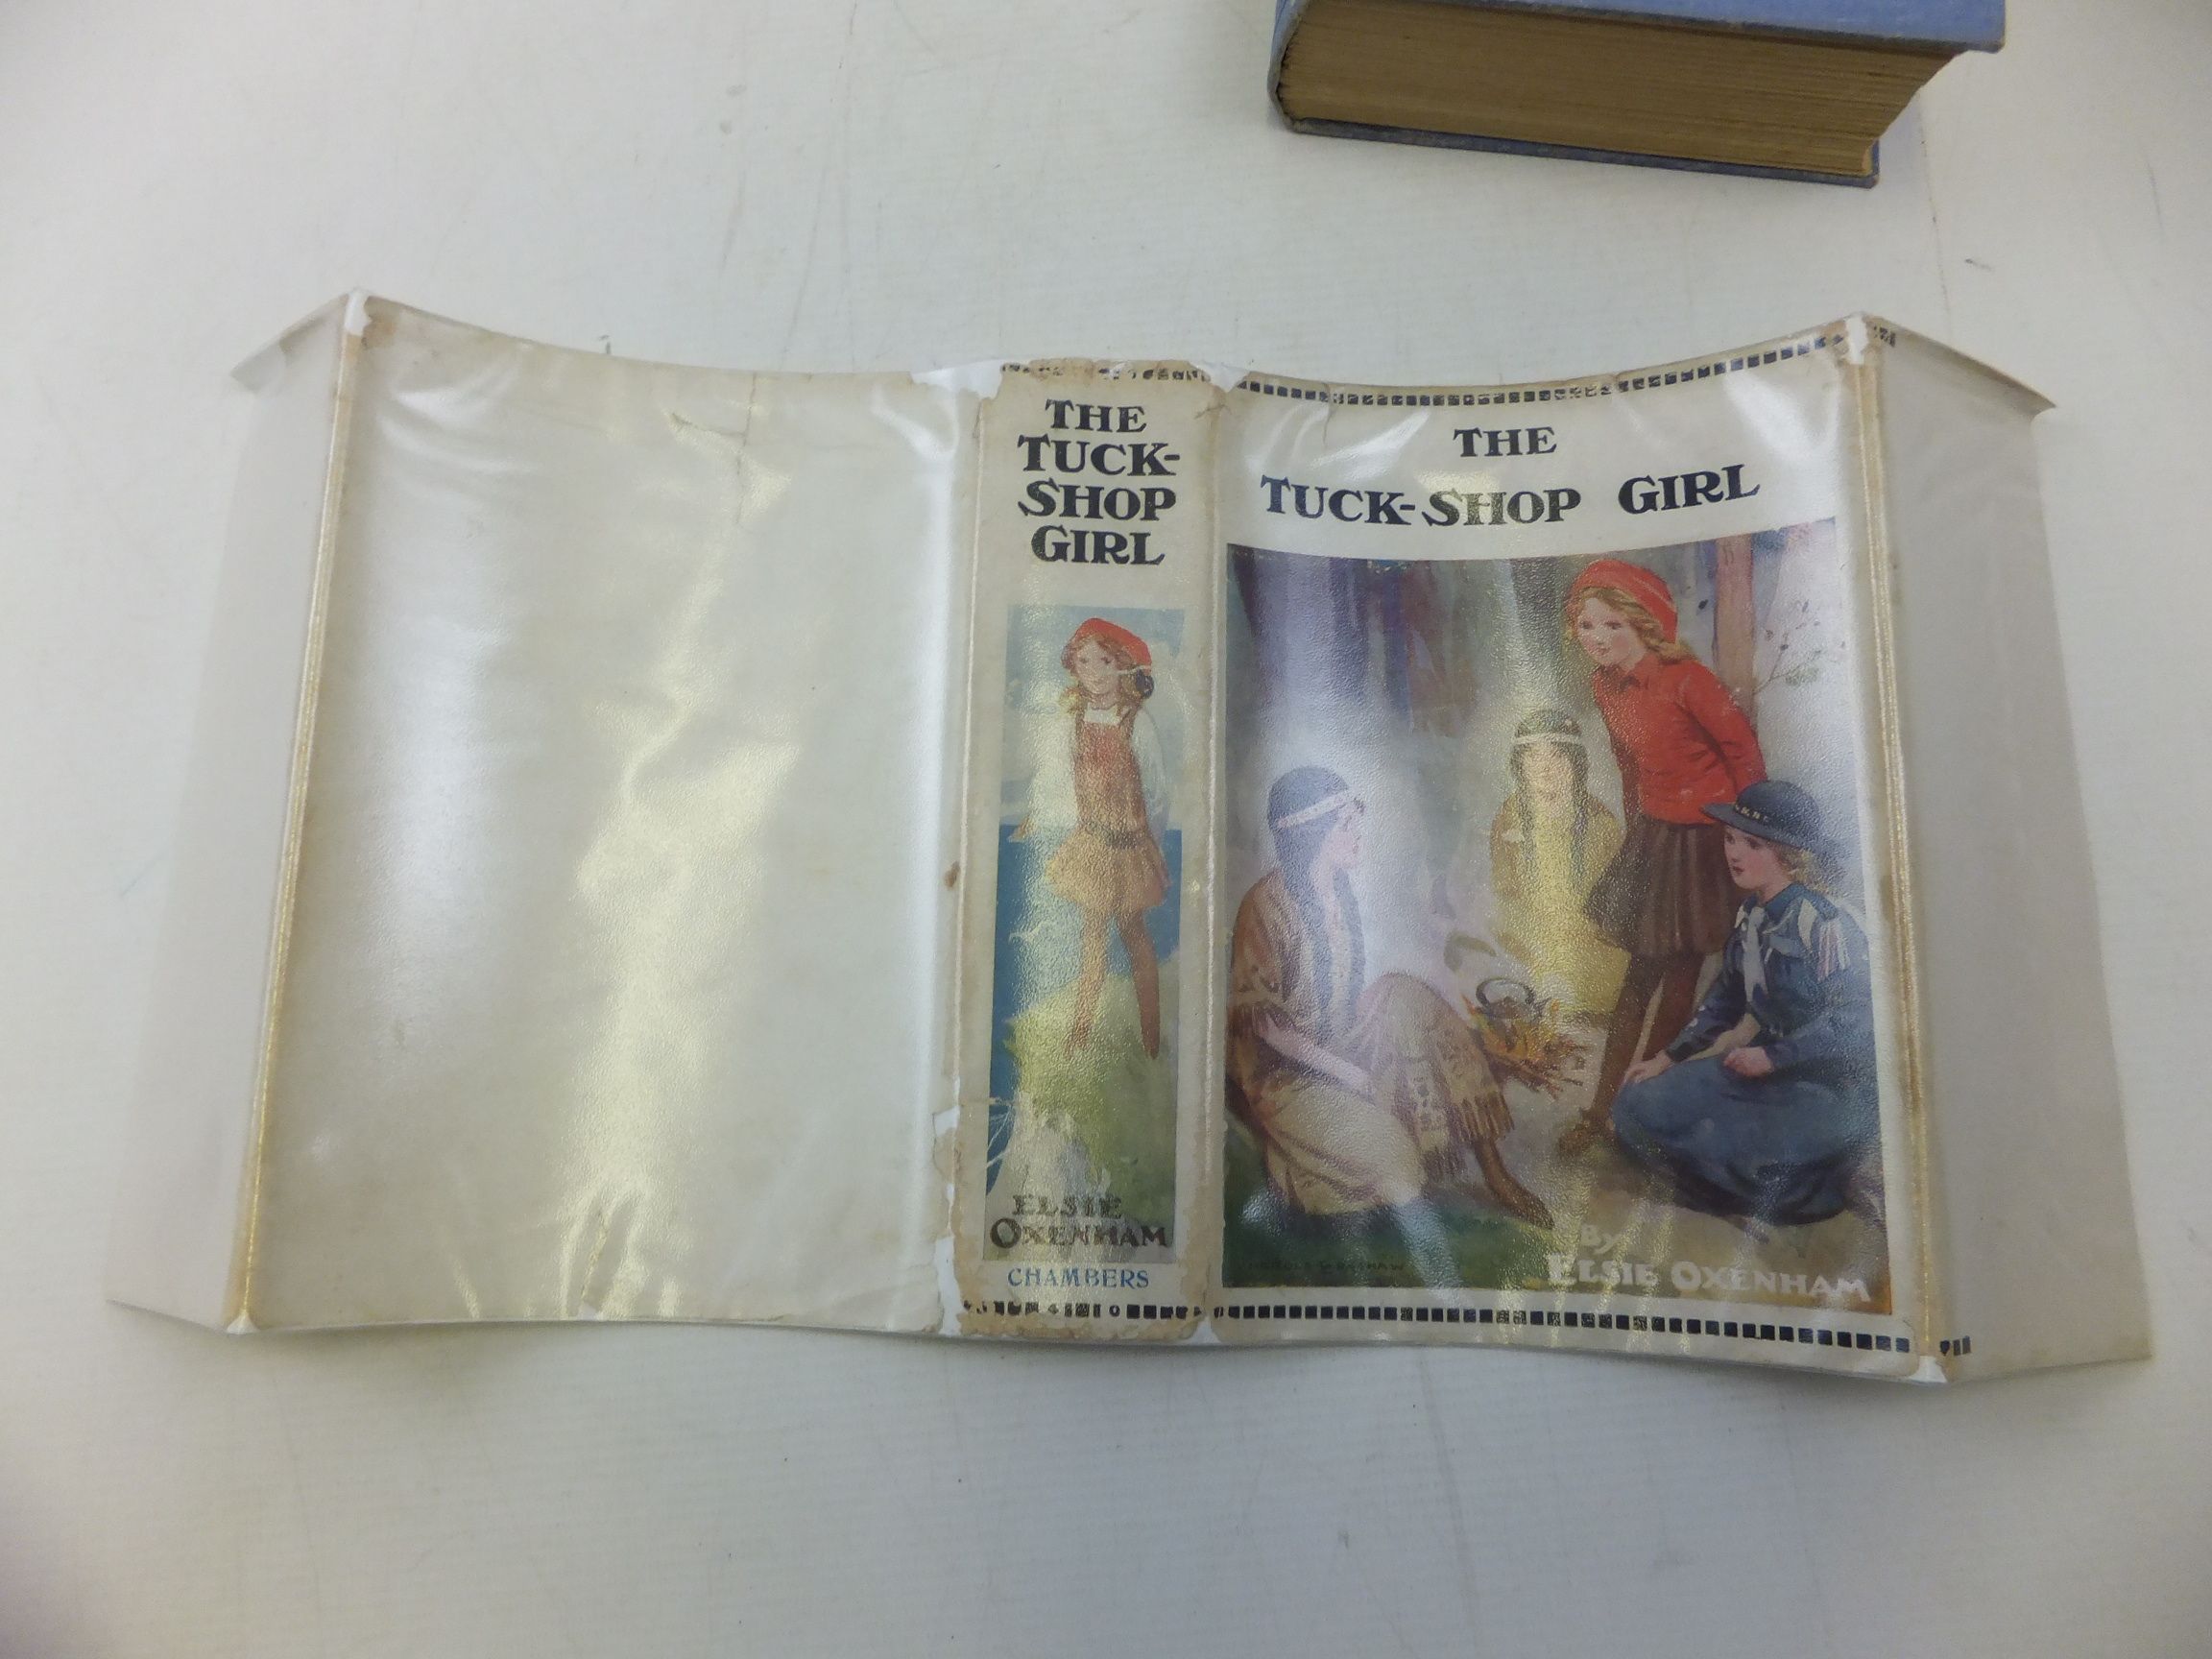 THE
TUCK-
SHOP
GIRL
ELSIE
OXENHAM
CHAMBERS
THE
TUCK-SHOP GIRL
By
ELSIE OXENHAM